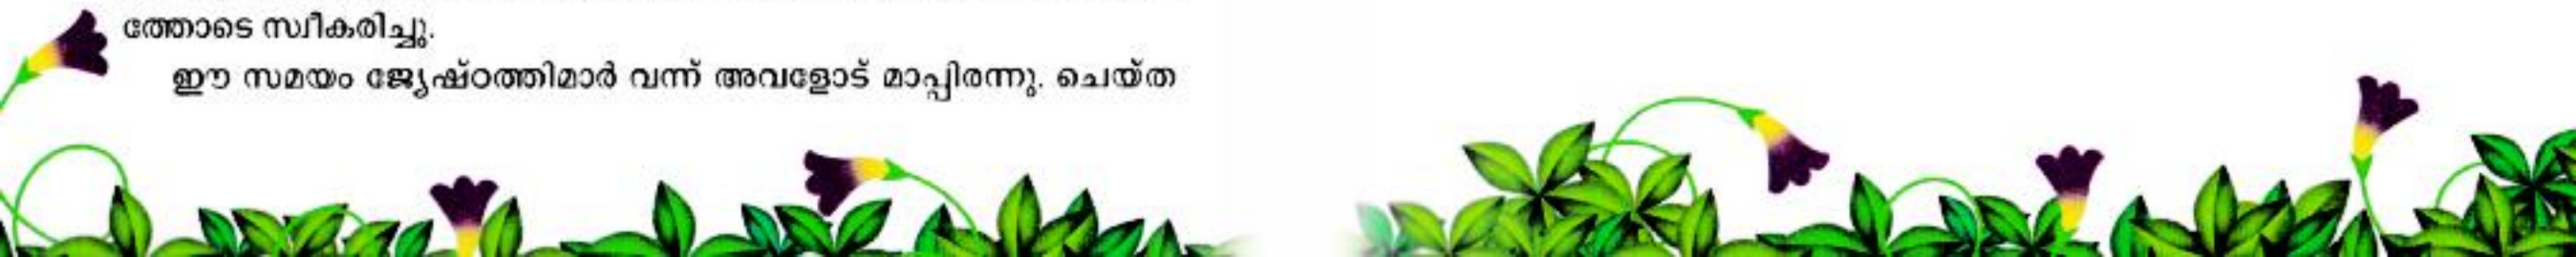 ത്തോടെ സ്വീകരിച്ചു.
ഈ സമയം ജ്യേഷ്ഠത്തിമാർ വന്ന് അവളോട് മാപ്പിരന്നു. ചെയ്ത